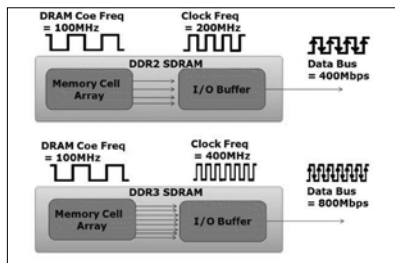 DRAM Coe Freq
= 100MHz
Clock Freq
= 200MHz
DDR2 SDRAM
Memory Cell
Array
I/O Buffer
Data Bus
= 400Mbps
DRAM Coe Freq
= 100MHz
Clock Freq
= 400MHz
DDR3 SDRAM
Memory Cell
Array
I/O Buffer
Data Bus
= 800Mbps